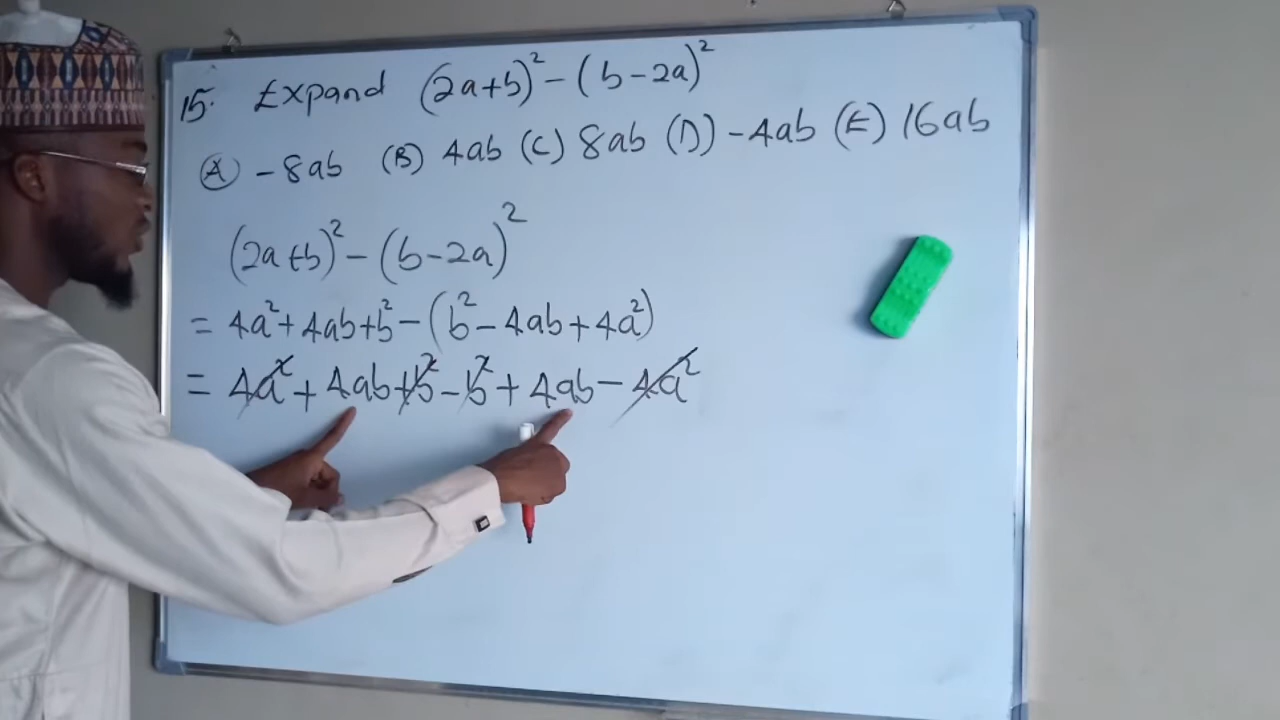 15. Expand (2a+b)² − (b−2a)²
(A) −8ab (B) 4ab (C) 8ab (D) −4ab (E) 16ab
(2a+b)² − (b−2a)²
= 4a² + 4ab + b² − (b² − 4ab + 4a²)
= 4a² + 4ab + b² − b² + 4ab − 4a²